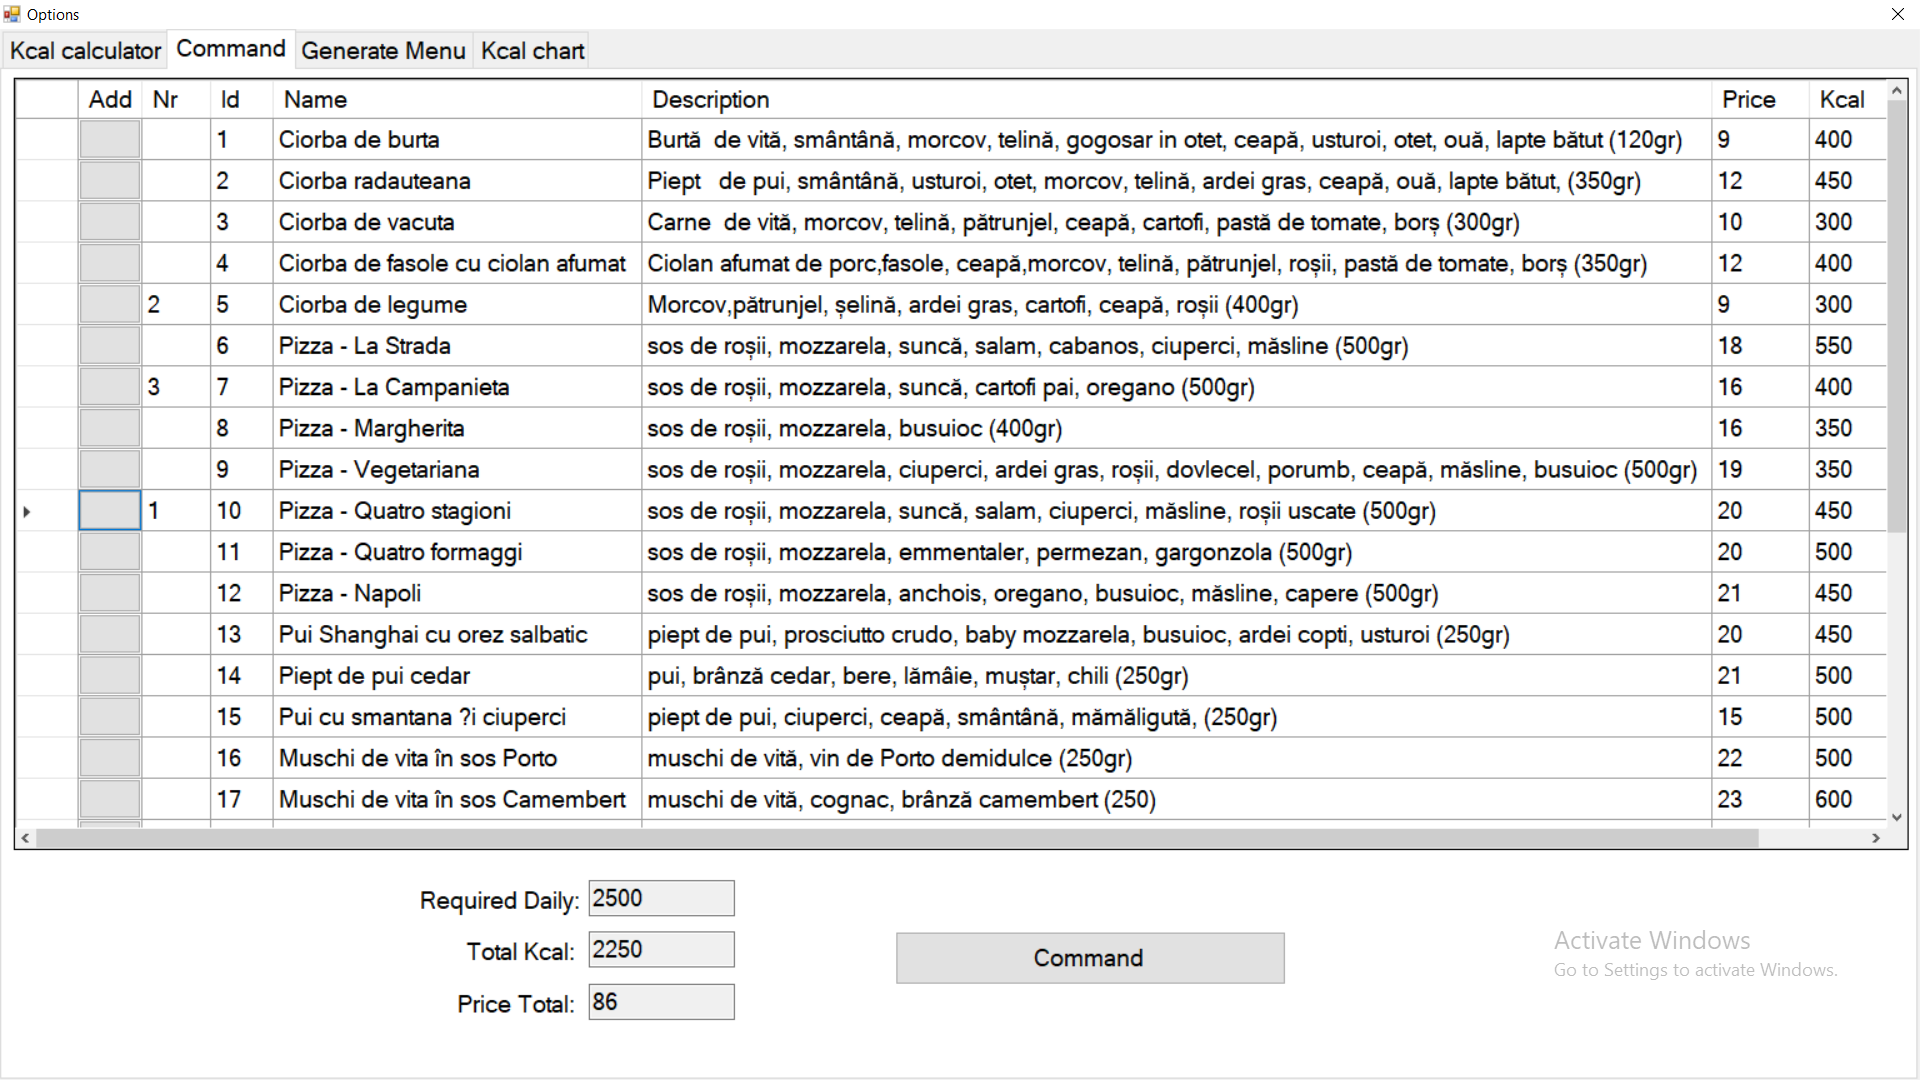 Options
Kcal calculator Command Generate Menu Kcal chart
Add Nr Id Name Description Price Kcal
1 Ciorba de burta Burtă de vită, smântână, morcov, telină, gogosar in otet, ceapă, usturoi, otet, ouă, lapte bătut (120gr) 9 400
2 Ciorba radauteana Piept de pui, smântână, usturoi, otet, morcov, telină, ardei gras, ceapă, ouă, lapte bătut, (350gr) 12 450
3 Ciorba de vacuta Carne de vită, morcov, telină, pătrunjel, ceapă, cartofi, pastă de tomate, borș (300gr) 10 300
4 Ciorba de fasole cu ciolan afumat Ciolan afumat de porc,fasole, ceapă,morcov, telină, pătrunjel, roșii, pastă de tomate, borș (350gr) 12 400
2 5 Ciorba de legume Morcov,pătrunjel, șelină, ardei gras, cartofi, ceapă, roșii (400gr) 9 300
6 Pizza - La Strada sos de roșii, mozzarela, suncă, salam, cabanos, ciuperci, măsline (500gr) 18 550
3 7 Pizza - La Campanieta sos de roșii, mozzarela, suncă, cartofi pai, oregano (500gr) 16 400
8 Pizza - Margherita sos de roșii, mozzarela, busuioc (400gr) 16 350
9 Pizza - Vegetariana sos de roșii, mozzarela, ciuperci, ardei gras, roșii, dovlecel, porumb, ceapă, măsline, busuioc (500gr) 19 350
1 10 Pizza - Quatro stagioni sos de roșii, mozzarela, suncă, salam, ciuperci, măsline, roșii uscate (500gr) 20 450
11 Pizza - Quatro formaggi sos de roșii, mozzarela, emmentaler, permezan, gargonzola (500gr) 20 500
12 Pizza - Napoli sos de roșii, mozzarela, anchois, oregano, busuioc, măsline, capere (500gr) 21 450
13 Pui Shanghai cu orez salbatic piept de pui, prosciutto crudo, baby mozzarela, busuioc, ardei copti, usturoi (250gr) 20 450
14 Piept de pui cedar pui, brânză cedar, bere, lămâie, muștar, chili (250gr) 21 500
15 Pui cu smantana ?i ciuperci piept de pui, ciuperci, ceapă, smântână, mămăligută, (250gr) 15 500
16 Muschi de vita în sos Porto muschi de vită, vin de Porto demidulce (250gr) 22 500
17 Muschi de vita în sos Camembert muschi de vită, cognac, brânză camembert (250) 23 600
Required Daily: 2500
Total Kcal: 2250
Price Total: 86
Command
Activate Windows
Go to Settings to activate Windows.